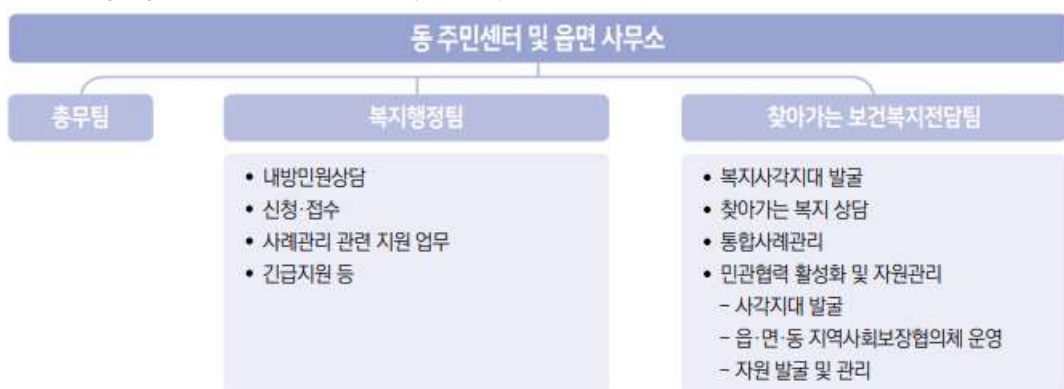 동 주민센터 및 읍면 사무소
총무팀
복지행정팀
찾아가는 보건복지전담팀
• 내방민원상담
• 신청·접수
• 사례관리 관련 지원 업무
• 긴급지원 등
• 복지사각지대 발굴
• 찾아가는 복지 상담
• 통합사례관리
• 민관협력 활성화 및 자원관리
– 사각지대 발굴
– 읍·면·동 지역사회보장협의체 운영
– 자원 발굴 및 관리